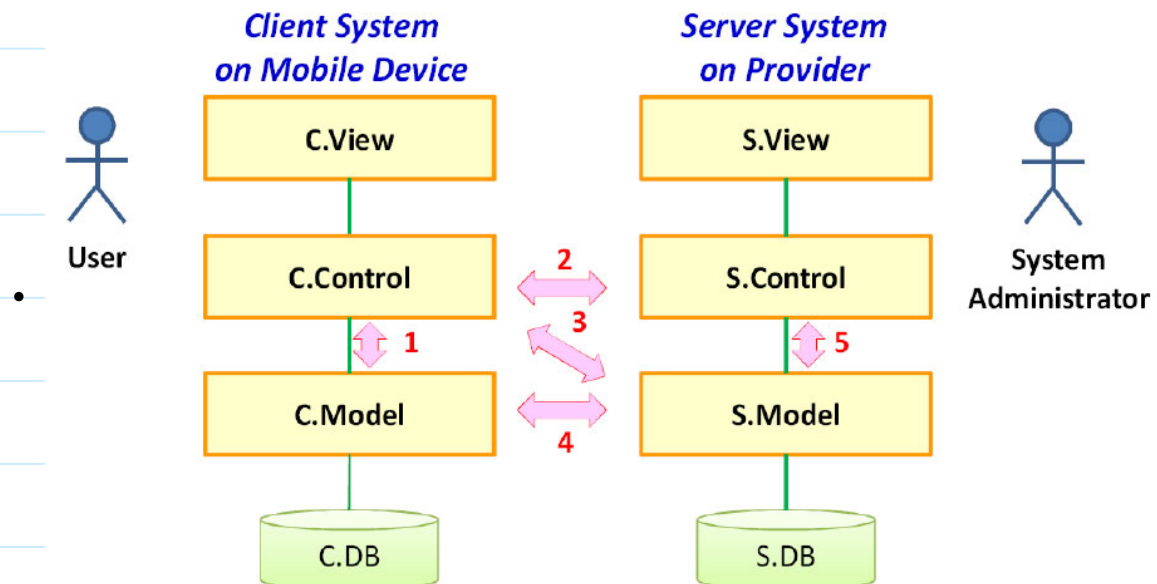 Client System
on Mobile Device
Server System
on Provider
C.View
S.View
User
C.Control
2
S.Control
System
Administrator
3
1
5
C.Model
4
S.Model
C.DB
S.DB